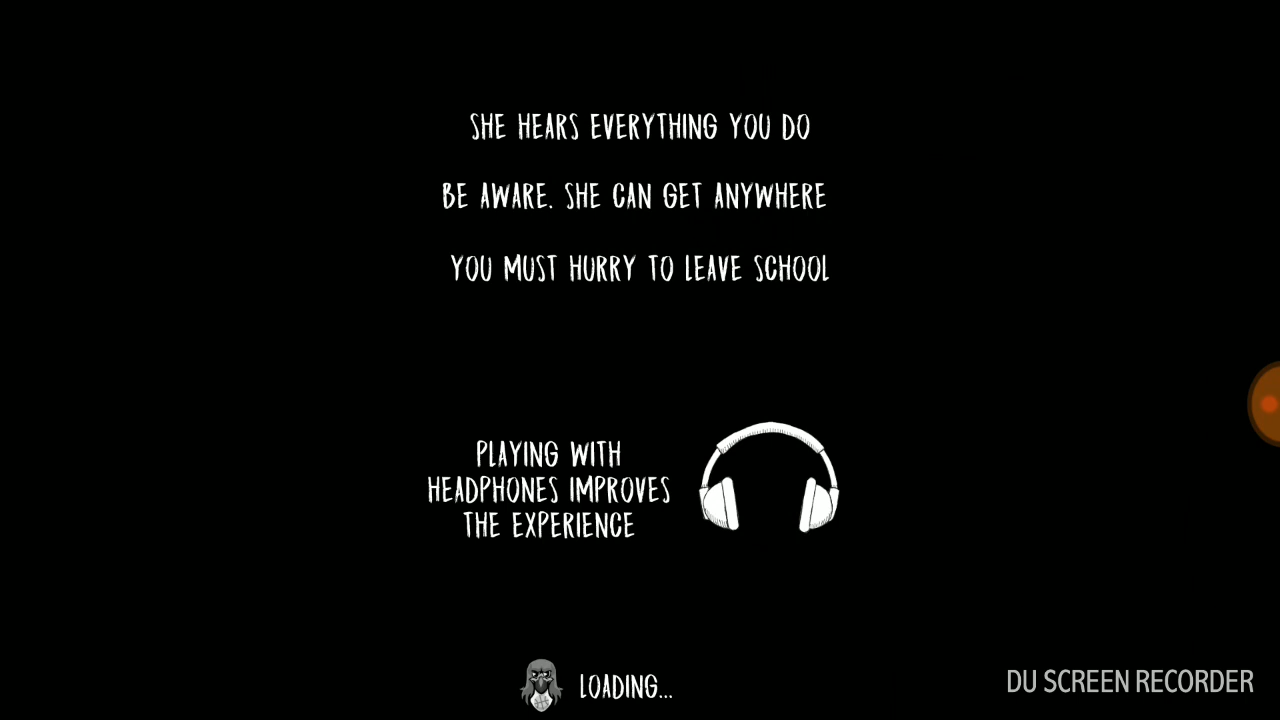 SHE HEARS EVERYTHING YOU DO
BE AWARE. SHE CAN GET ANYWHERE
YOU MUST HURRY TO LEAVE SCHOOL
PLAYING WITH
HEADPHONES IMPROVES
THE EXPERIENCE
LOADING...
DU SCREEN RECORDER